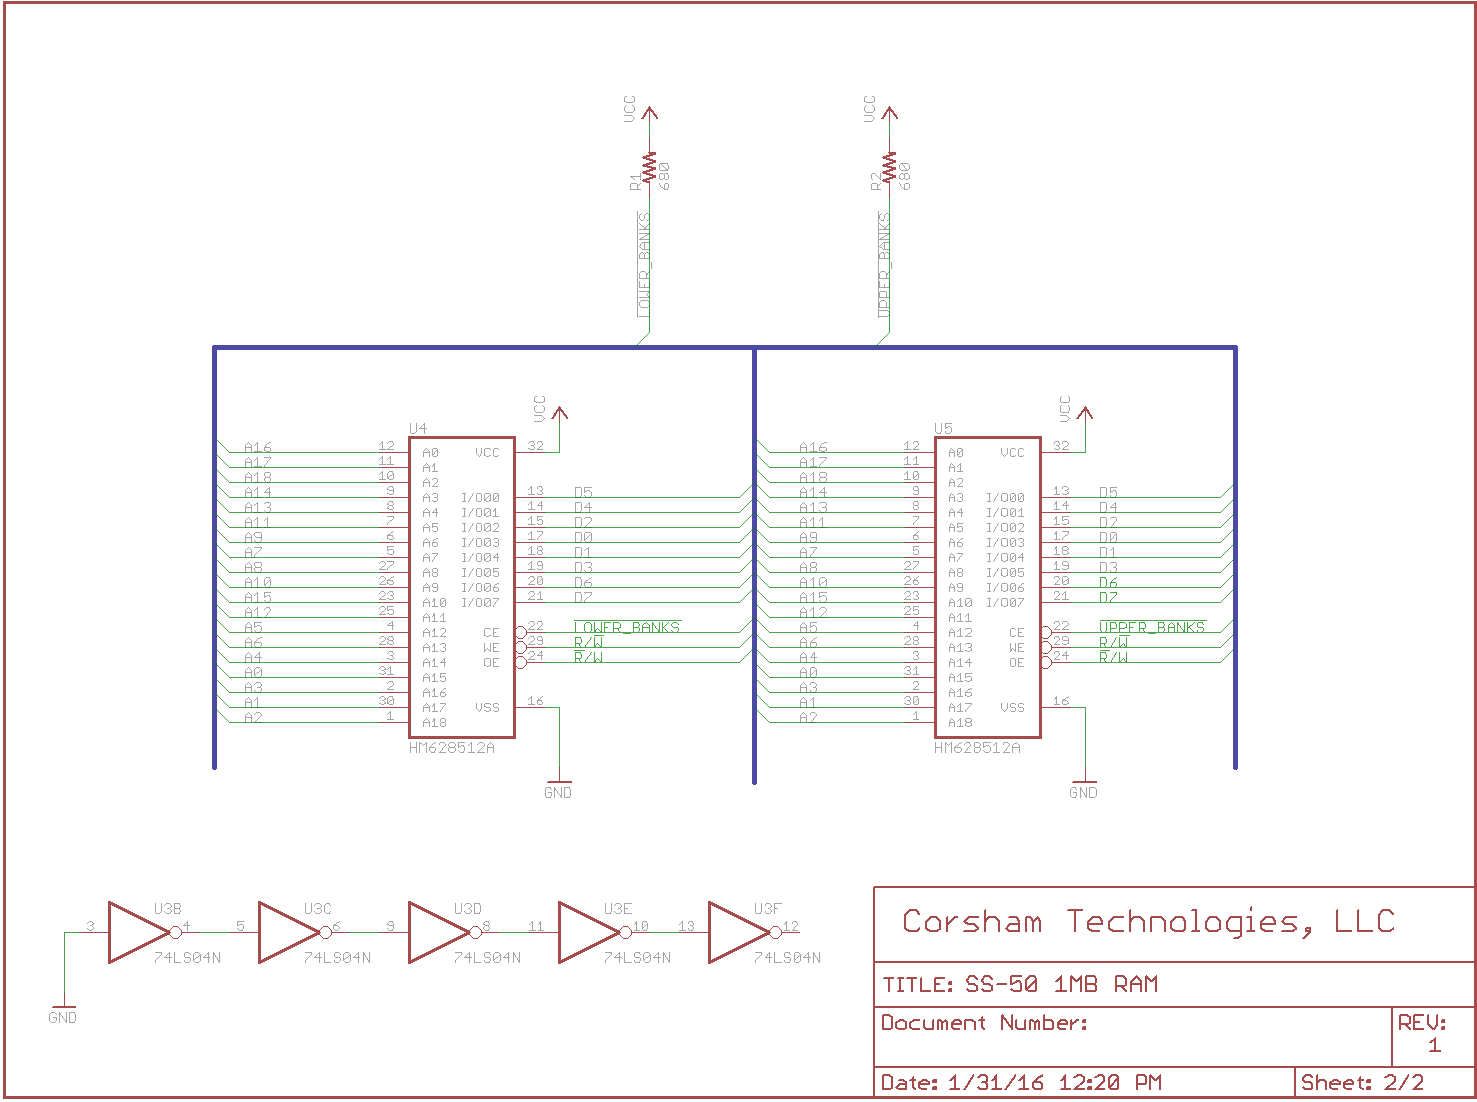 VCC
VCC
R1
680
R2
680
LOWER_BANKS
UPPER_BANKS
VCC
VCC
U4
U5
A16 12 A0 VCC 32
A17 11 A1
A18 10 A2
A14 9 A3 I/O00 13 D5
A13 8 A4 I/O01 14 D4
A11 7 A5 I/O02 15 D2
A9 6 A6 I/O03 17 D0
A7 5 A7 I/O04 18 D1
A8 27 A8 I/O05 19 D3
A10 26 A9 I/O06 20 D6
A15 23 A10 I/O07 21 D7
A12 25 A11
A5 4 A12 CE 22 LOWER_BANKS
A6 28 A13 WE 29 R/W
A4 3 A14 OE 24 R/W
A0 31 A15
A3 2 A16
A1 30 A17 VSS 16
A2 1 A18
HM628512A
GND
A16 12 A0 VCC 32
A17 11 A1
A18 10 A2
A14 9 A3 I/O00 13 D5
A13 8 A4 I/O01 14 D4
A11 7 A5 I/O02 15 D2
A9 6 A6 I/O03 17 D0
A7 5 A7 I/O04 18 D1
A8 27 A8 I/O05 19 D3
A10 26 A9 I/O06 20 D6
A15 23 A10 I/O07 21 D7
A12 25 A11
A5 4 A12 CE 22 UPPER_BANKS
A6 28 A13 WE 29 R/W
A4 3 A14 OE 24 R/W
A0 31 A15
A3 2 A16
A1 30 A17 VSS 16
A2 1 A18
HM628512A
GND
U3B U3C U3D U3E U3F
3 4 5 6 9 8 11 10 13 12
74LS04N 74LS04N 74LS04N 74LS04N 74LS04N
GND
Corsham Technologies, LLC
TITLE: SS-50 1MB RAM
Document Number:
REV:
1
Date: 1/31/16 12:20 PM
Sheet: 2/2